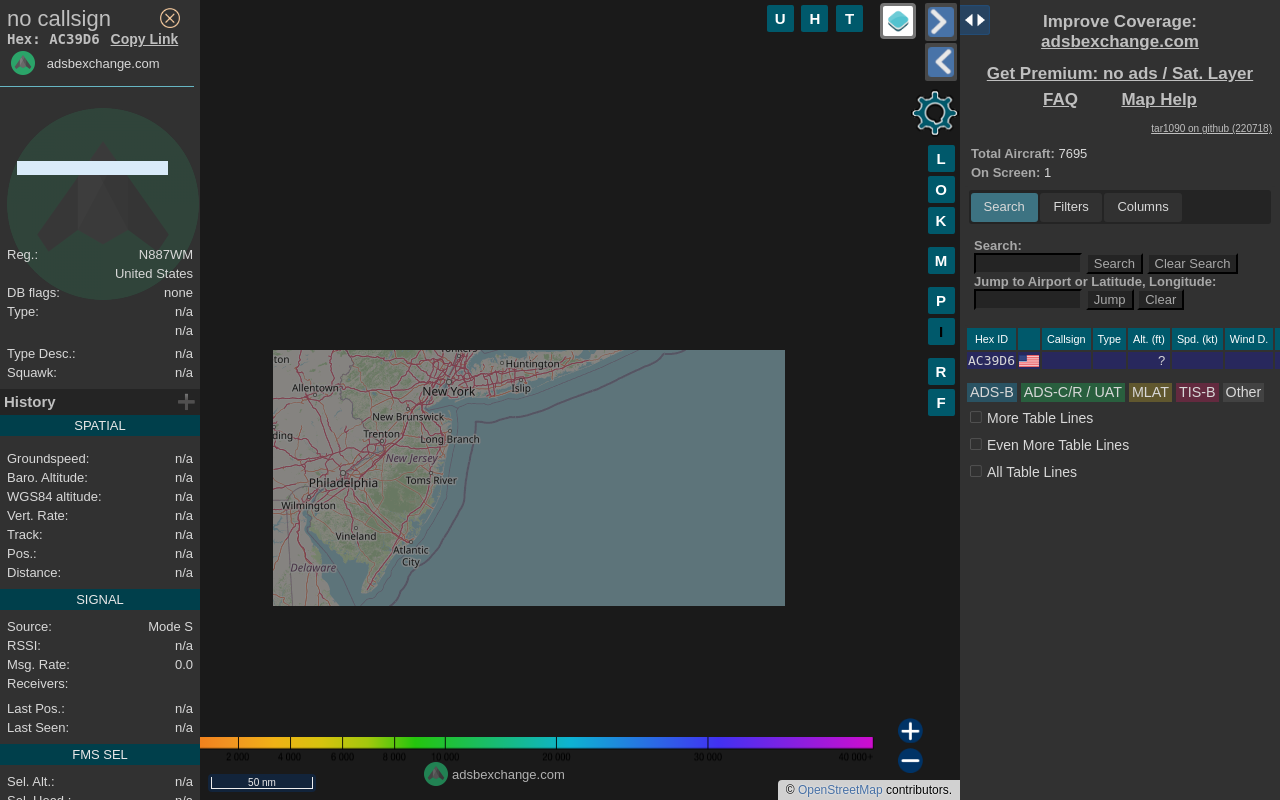 no callsign
Hex: AC39D6 Copy Link
adsbexchange.com
Reg.: N887WM
United States
DB flags: none
Type: n/a
n/a
Type Desc.: n/a
Squawk: n/a
History
SPATIAL
Groundspeed: n/a
Baro. Altitude: n/a
WGS84 altitude: n/a
Vert. Rate: n/a
Track: n/a
Pos.: n/a
Distance: n/a
SIGNAL
Source: Mode S
RSSI: n/a
Msg. Rate: 0.0
Receivers:
Last Pos.: n/a
Last Seen: n/a
FMS SEL
Sel. Alt.: n/a
Sel. Head.: n/a
U H T
L
O
K
M
P
I
R
F
Allentown
Huntington
New York
Islip
New Brunswick
Trenton
Long Branch
New Jersey
Philadelphia
Toms River
Wilmington
Vineland
Atlantic
City
Delaware
2 000 4 000 6 000 8 000 10 000 20 000 30 000 40 000+
adsbexchange.com
50 nm
© OpenStreetMap contributors.
Improve Coverage:
adsbexchange.com
Get Premium: no ads / Sat. Layer
FAQ Map Help
tar1090 on github (220718)
Total Aircraft: 7695
On Screen: 1
Search Filters Columns
Search:
Search Clear Search
Jump to Airport or Latitude, Longitude:
Jump Clear
Hex ID Callsign Type Alt. (ft) Spd. (kt) Wind D.
AC39D6 ?
ADS-B ADS-C/R / UAT MLAT TIS-B Other
More Table Lines
Even More Table Lines
All Table Lines